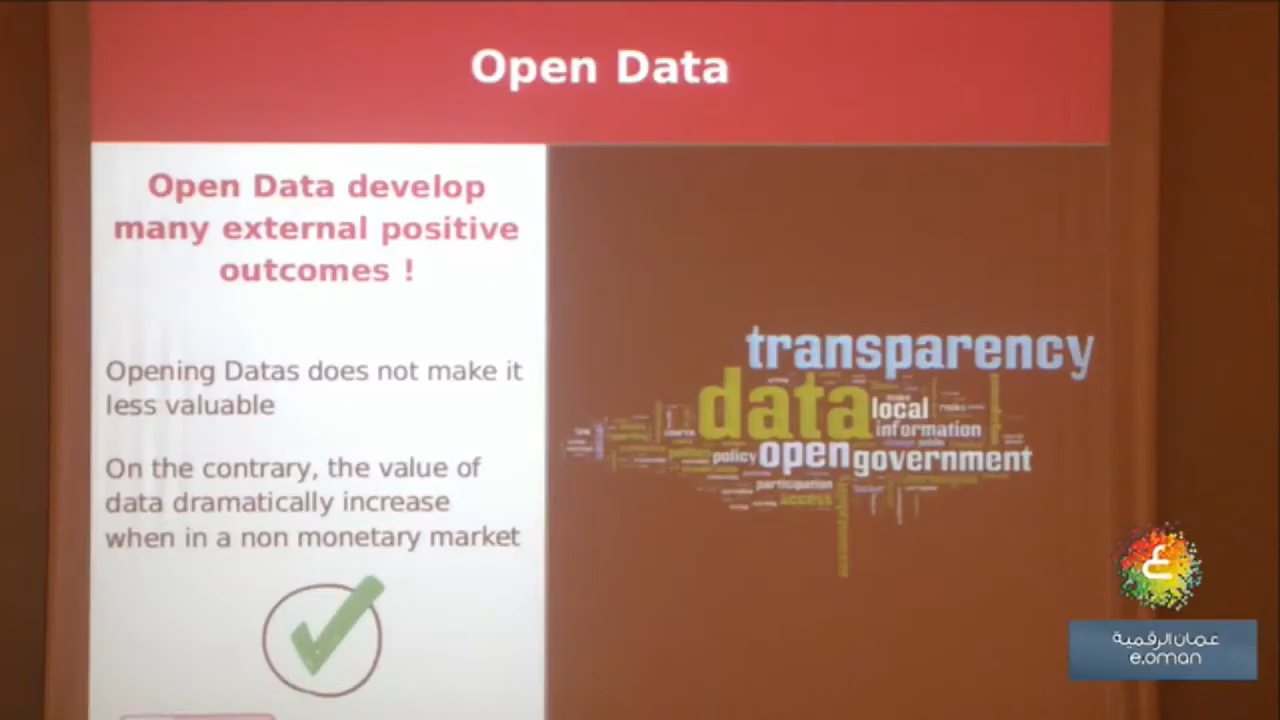 Open Data
Open Data develop
many external positive
outcomes !
Opening Datas does not make it
less valuable
On the contrary, the value of
data dramatically increase
when in a non monetary market
transparency
data
local
information
policy
open
government
participation
access
accountability
ع
عمان الرقمية
e.oman